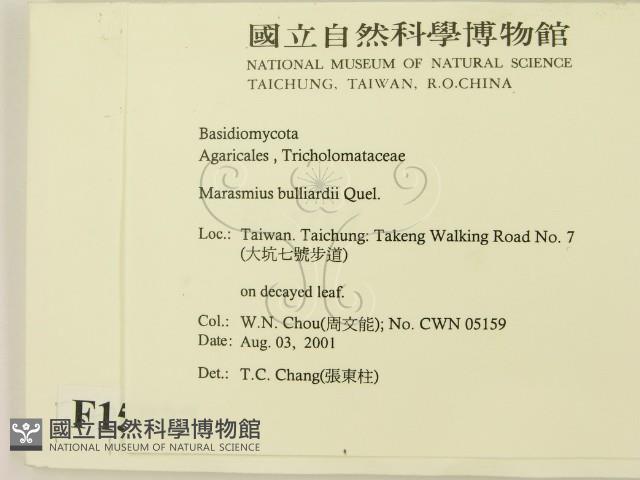 國立自然科學博物館
NATIONAL MUSEUM OF NATURAL SCIENCE
TAICHUNG, TAIWAN, R.O.CHINA
Basidiomycota
Agaricales , Tricholomataceae
Marasmius bulliardii Quel.
Loc.: Taiwan. Taichung: Takeng Walking Road No. 7
(大坑七號步道)
on decayed leaf.
Col.: W.N. Chou(周文能); No. CWN 05159
Date: Aug. 03, 2001
Det.: T.C. Chang(張東柱)
F15
國立自然科學博物館
NATIONAL MUSEUM OF NATURAL SCIENCE